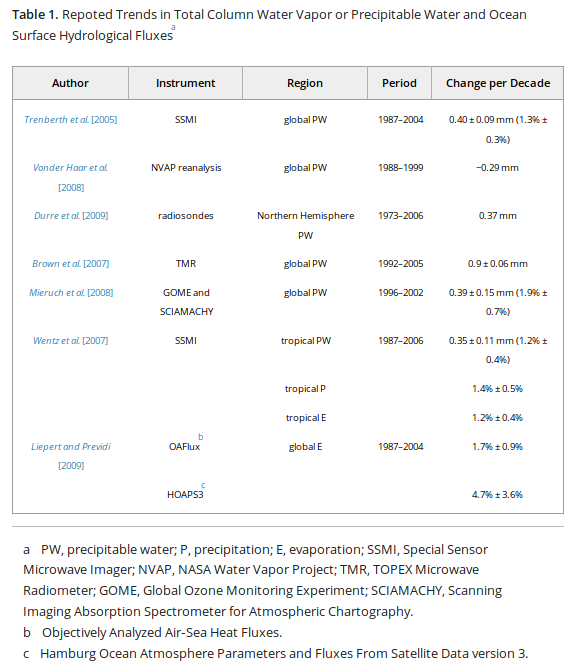 Table 1. Repoted Trends in Total Column Water Vapor or Precipitable Water and Ocean
Surface Hydrological Fluxesa
Author Instrument Region Period Change per Decade
Trenberth et al. [2005] SSMI global PW 1987–2004 0.40 ± 0.09 mm (1.3% ±
0.3%)
Vonder Haar et al. NVAP reanalysis global PW 1988–1999 −0.29 mm
[2008]
Durre et al. [2009] radiosondes Northern Hemisphere 1973–2006 0.37 mm
PW
Brown et al. [2007] TMR global PW 1992–2005 0.9 ± 0.06 mm
Mieruch et al. [2008] GOME and global PW 1996–2002 0.39 ± 0.15 mm (1.9% ±
SCIAMACHY 0.7%)
Wentz et al. [2007] SSMI tropical PW 1987–2006 0.35 ± 0.11 mm (1.2% ±
0.4%)
tropical P 1.4% ± 0.5%
tropical E 1.2% ± 0.4%
Liepert and Previdi OAFluxb global E 1987–2004 1.7% ± 0.9%
[2009]
HOAPS3c 4.7% ± 3.6%
a PW, precipitable water; P, precipitation; E, evaporation; SSMI, Special Sensor
Microwave Imager; NVAP, NASA Water Vapor Project; TMR, TOPEX Microwave
Radiometer; GOME, Global Ozone Monitoring Experiment; SCIAMACHY, Scanning
Imaging Absorption Spectrometer for Atmospheric Chartography.
b Objectively Analyzed Air-Sea Heat Fluxes.
c Hamburg Ocean Atmosphere Parameters and Fluxes From Satellite Data version 3.